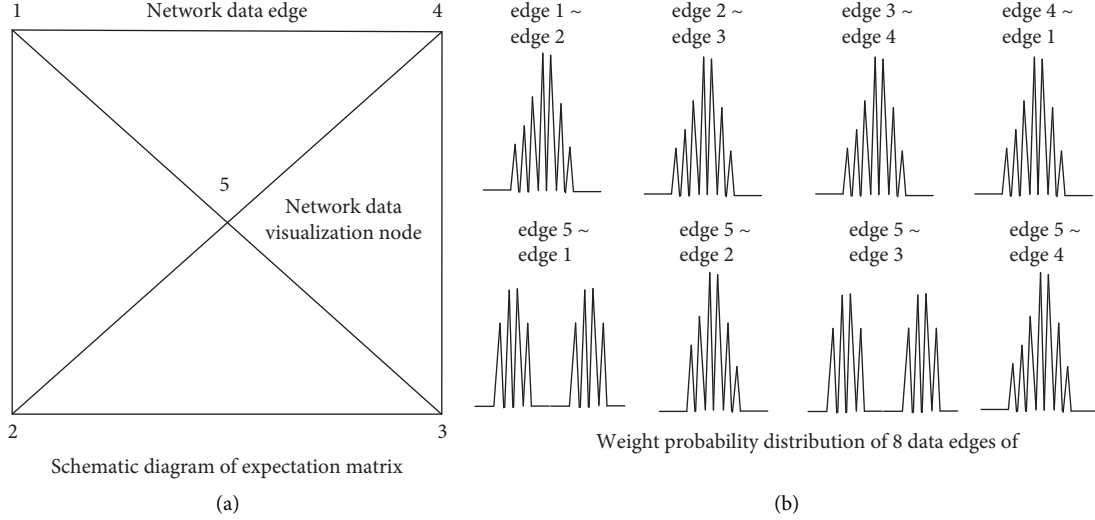 1
Network data edge
4
5
Network data
visualization node
2
3
Schematic diagram of expectation matrix
(a)
edge 1 ~
edge 2
edge 2 ~
edge 3
edge 3 ~
edge 4
edge 4 ~
edge 1
edge 5 ~
edge 1
edge 5 ~
edge 2
edge 5 ~
edge 3
edge 5 ~
edge 4
Weight probability distribution of 8 data edges of
(b)